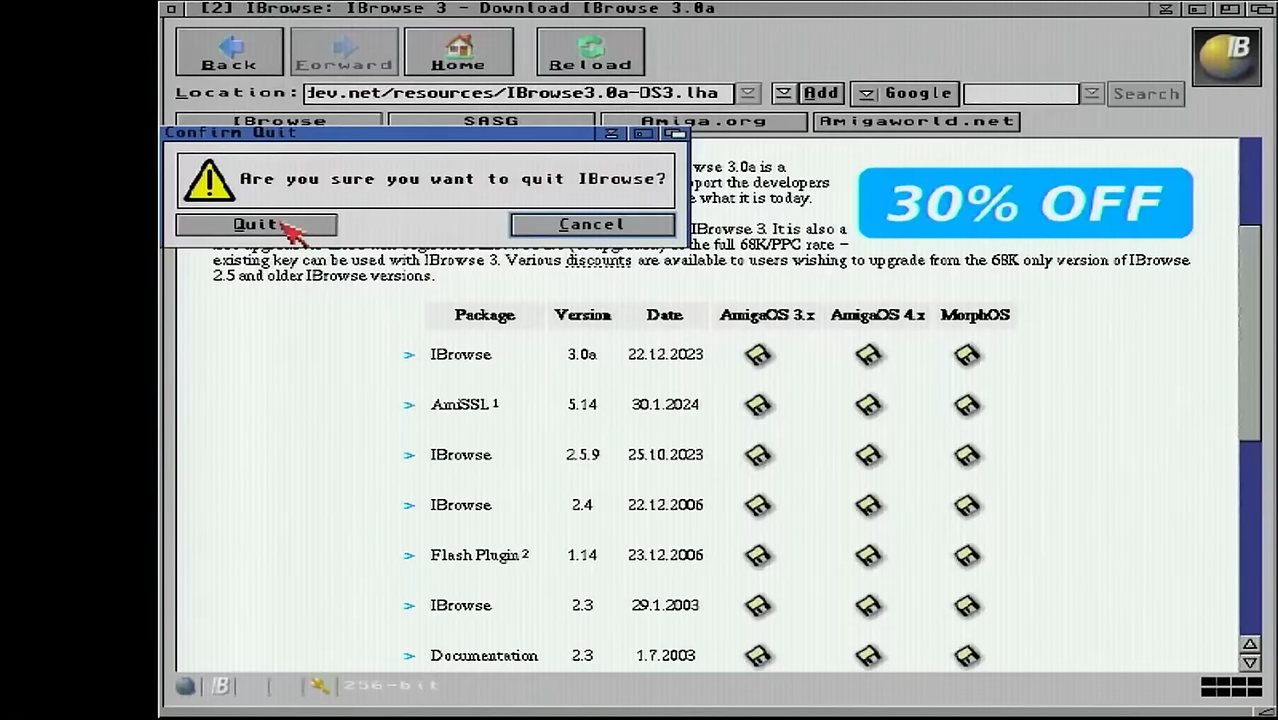 [2] IBrowse: IBrowse 3 - Download [Browse 3.0a
Back Forward Home Reload
IB
Location: dev.net/resources/IBrowse3.0a-OS3.lha Add Google Search
IBrowse SASG Amiga.org Amigaworld.net
Confirm Quit
Are you sure you want to quit IBrowse?
Quit Cancel
wse 3.0a is a
port the developers
e what it is today.
30% OFF
IBrowse 3. It is also a
the full 68K/PPC rate –
existing key can be used with IBrowse 3. Various discounts are available to users wishing to upgrade from the 68K only version of IBrowse
2.5 and older IBrowse versions.
Package Version Date AmigaOS 3.x AmigaOS 4.x MorphOS
> IBrowse 3.0a 22.12.2023
> AmiSSL 1 5.14 30.1.2024
> IBrowse 2.5.9 25.10.2023
> IBrowse 2.4 22.12.2006
> Flash Plugin 2 1.14 23.12.2006
> IBrowse 2.3 29.1.2003
> Documentation 2.3 1.7.2003
IB 256-bit